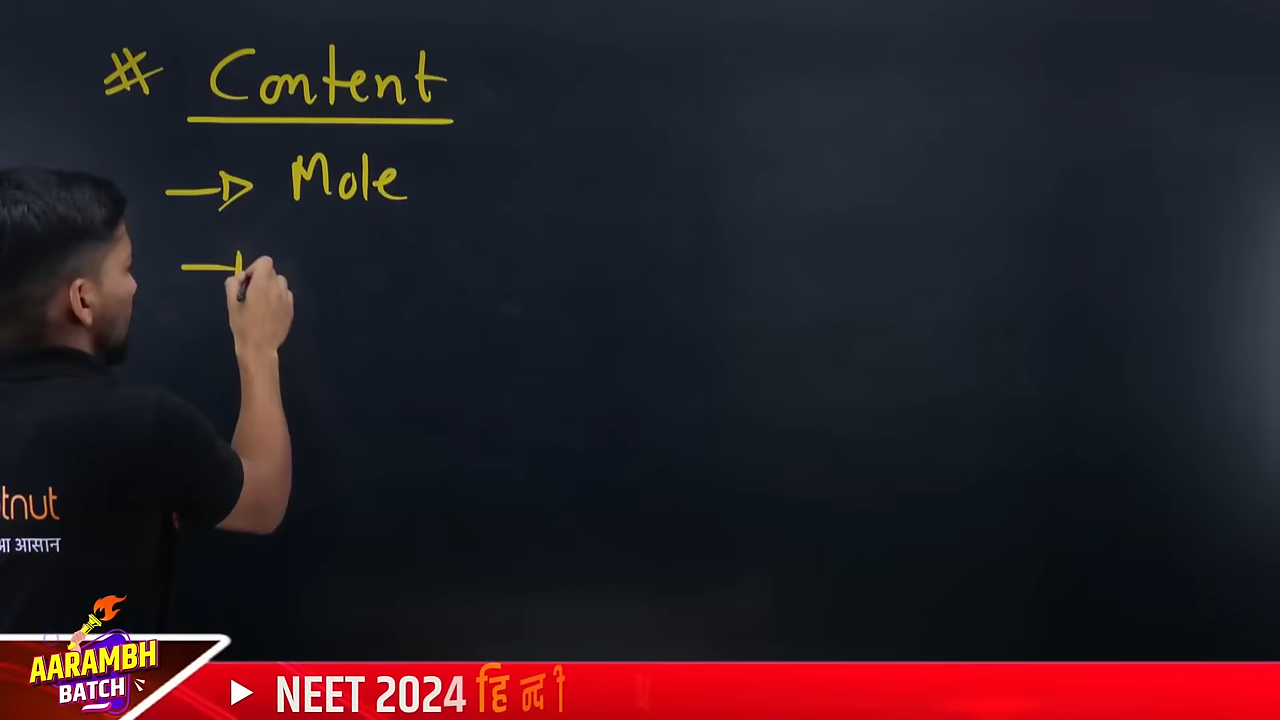 # Content
→ Mole
tnut
आ आसान
AARAMBH
BATCH
NEET 2024 हिन्दी